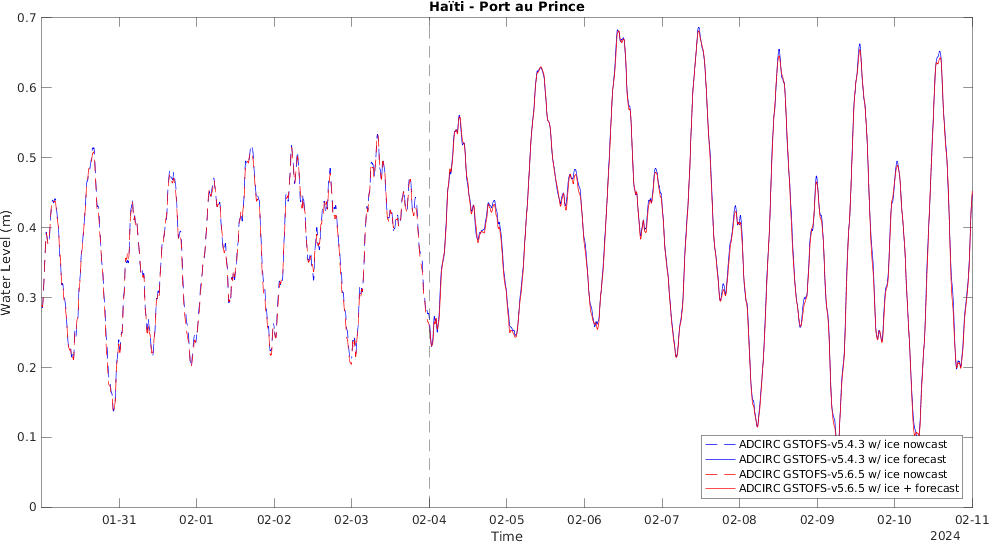 Haïti - Port au Prince
Water Level (m)
0.7
0.6
0.5
0.4
0.3
0.2
0.1
0
ADCIRC GSTOFS-v5.4.3 w/ ice nowcast
ADCIRC GSTOFS-v5.4.3 w/ ice forecast
ADCIRC GSTOFS-v5.6.5 w/ ice nowcast
ADCIRC GSTOFS-v5.6.5 w/ ice + forecast
01-31 02-01 02-02 02-03 02-04 02-05 02-06 02-07 02-08 02-09 02-10 02-11
Time
2024